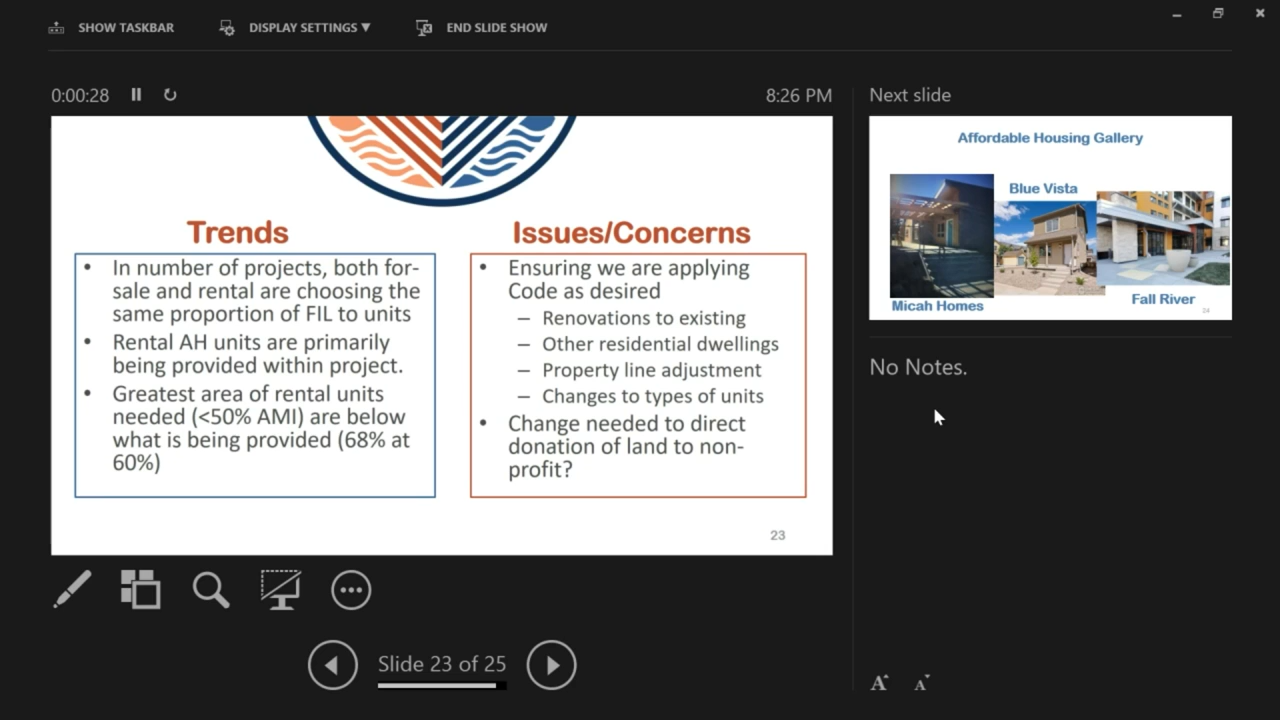 SHOW TASKBAR
DISPLAY SETTINGS ▼
END SLIDE SHOW
0:00:28
8:26 PM
Trends
• In number of projects, both for-
sale and rental are choosing the
same proportion of FIL to units
• Rental AH units are primarily
being provided within project.
• Greatest area of rental units
needed (<50% AMI) are below
what is being provided (68% at
60%)
Issues/Concerns
• Ensuring we are applying
Code as desired
– Renovations to existing
– Other residential dwellings
– Property line adjustment
– Changes to types of units
• Change needed to direct
donation of land to non-
profit?
23
Slide 23 of 25
Next slide
Affordable Housing Gallery
Blue Vista
Micah Homes
Fall River
24
No Notes.
A A